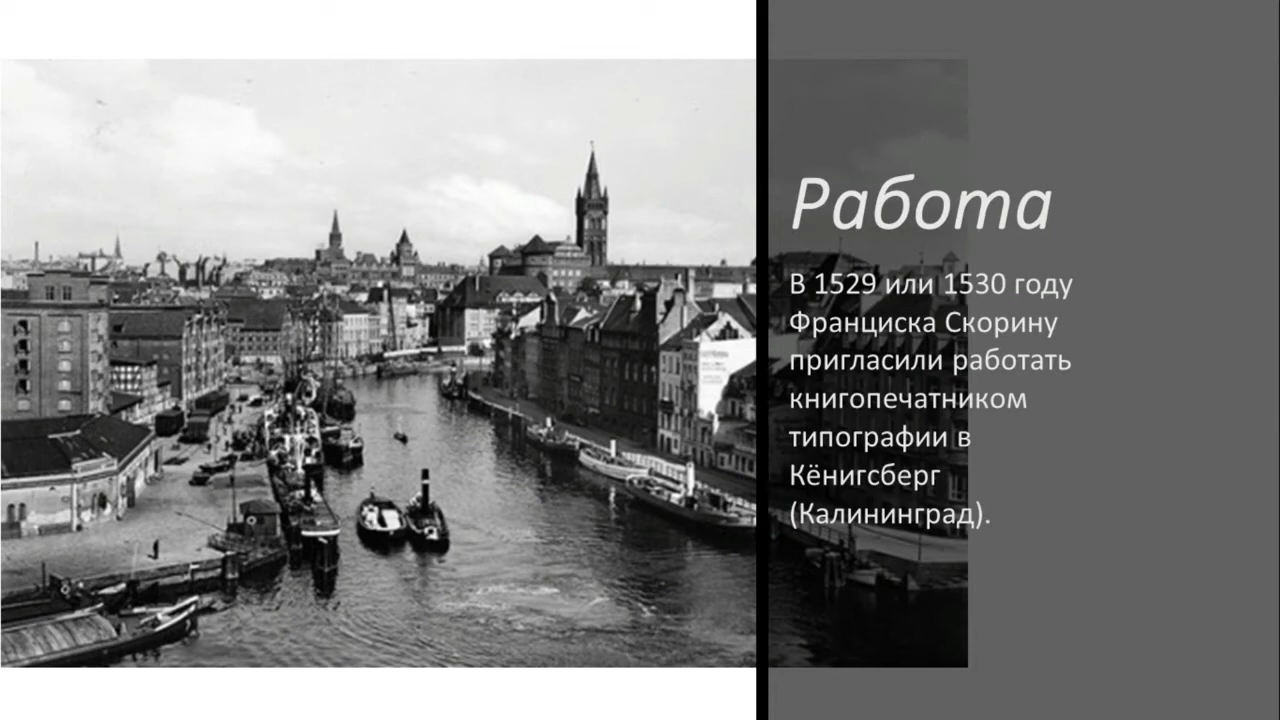 Работа
В 1529 или 1530 году
Франциска Скорину
пригласили работать
книгопечатником
типографии в
Кёнигсберг
(Калининград).